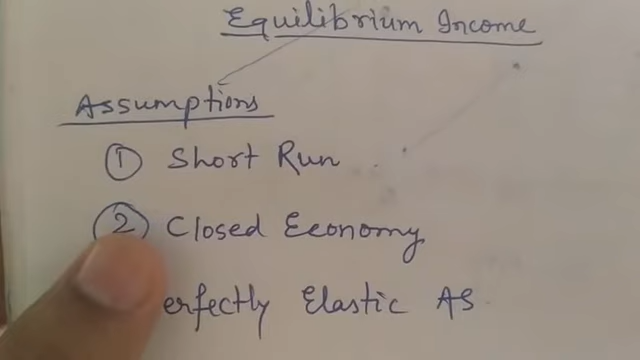 Equilibrium Income
Assumptions
① Short Run
② Closed Economy
erfectly Elastic AS